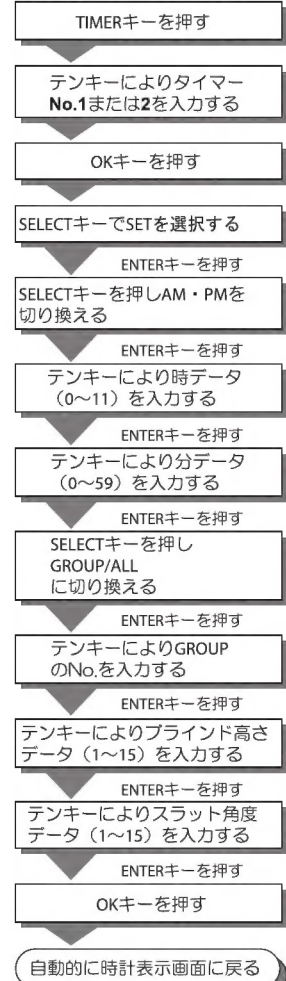 TIMERキーを押す
テンキーによりタイマー
No.1または2を入力する
OKキーを押す
SELECTキーでSETを選択する
ENTERキーを押す
SELECTキーを押しAM・PMを
切り換える
ENTERキーを押す
テンキーにより時データ
(0〜11)を入力する
ENTERキーを押す
テンキーにより分データ
(0〜59)を入力する
ENTERキーを押す
SELECTキーを押し
GROUP/ALL
に切り換える
ENTERキーを押す
テンキーによりGROUP
のNo.を入力する
ENTERキーを押す
テンキーによりブラインド高さ
データ(1〜15)を入力する
ENTERキーを押す
テンキーによりスラット角度
データ(1〜15)を入力する
ENTERキーを押す
OKキーを押す
自動的に時計表示画面に戻る